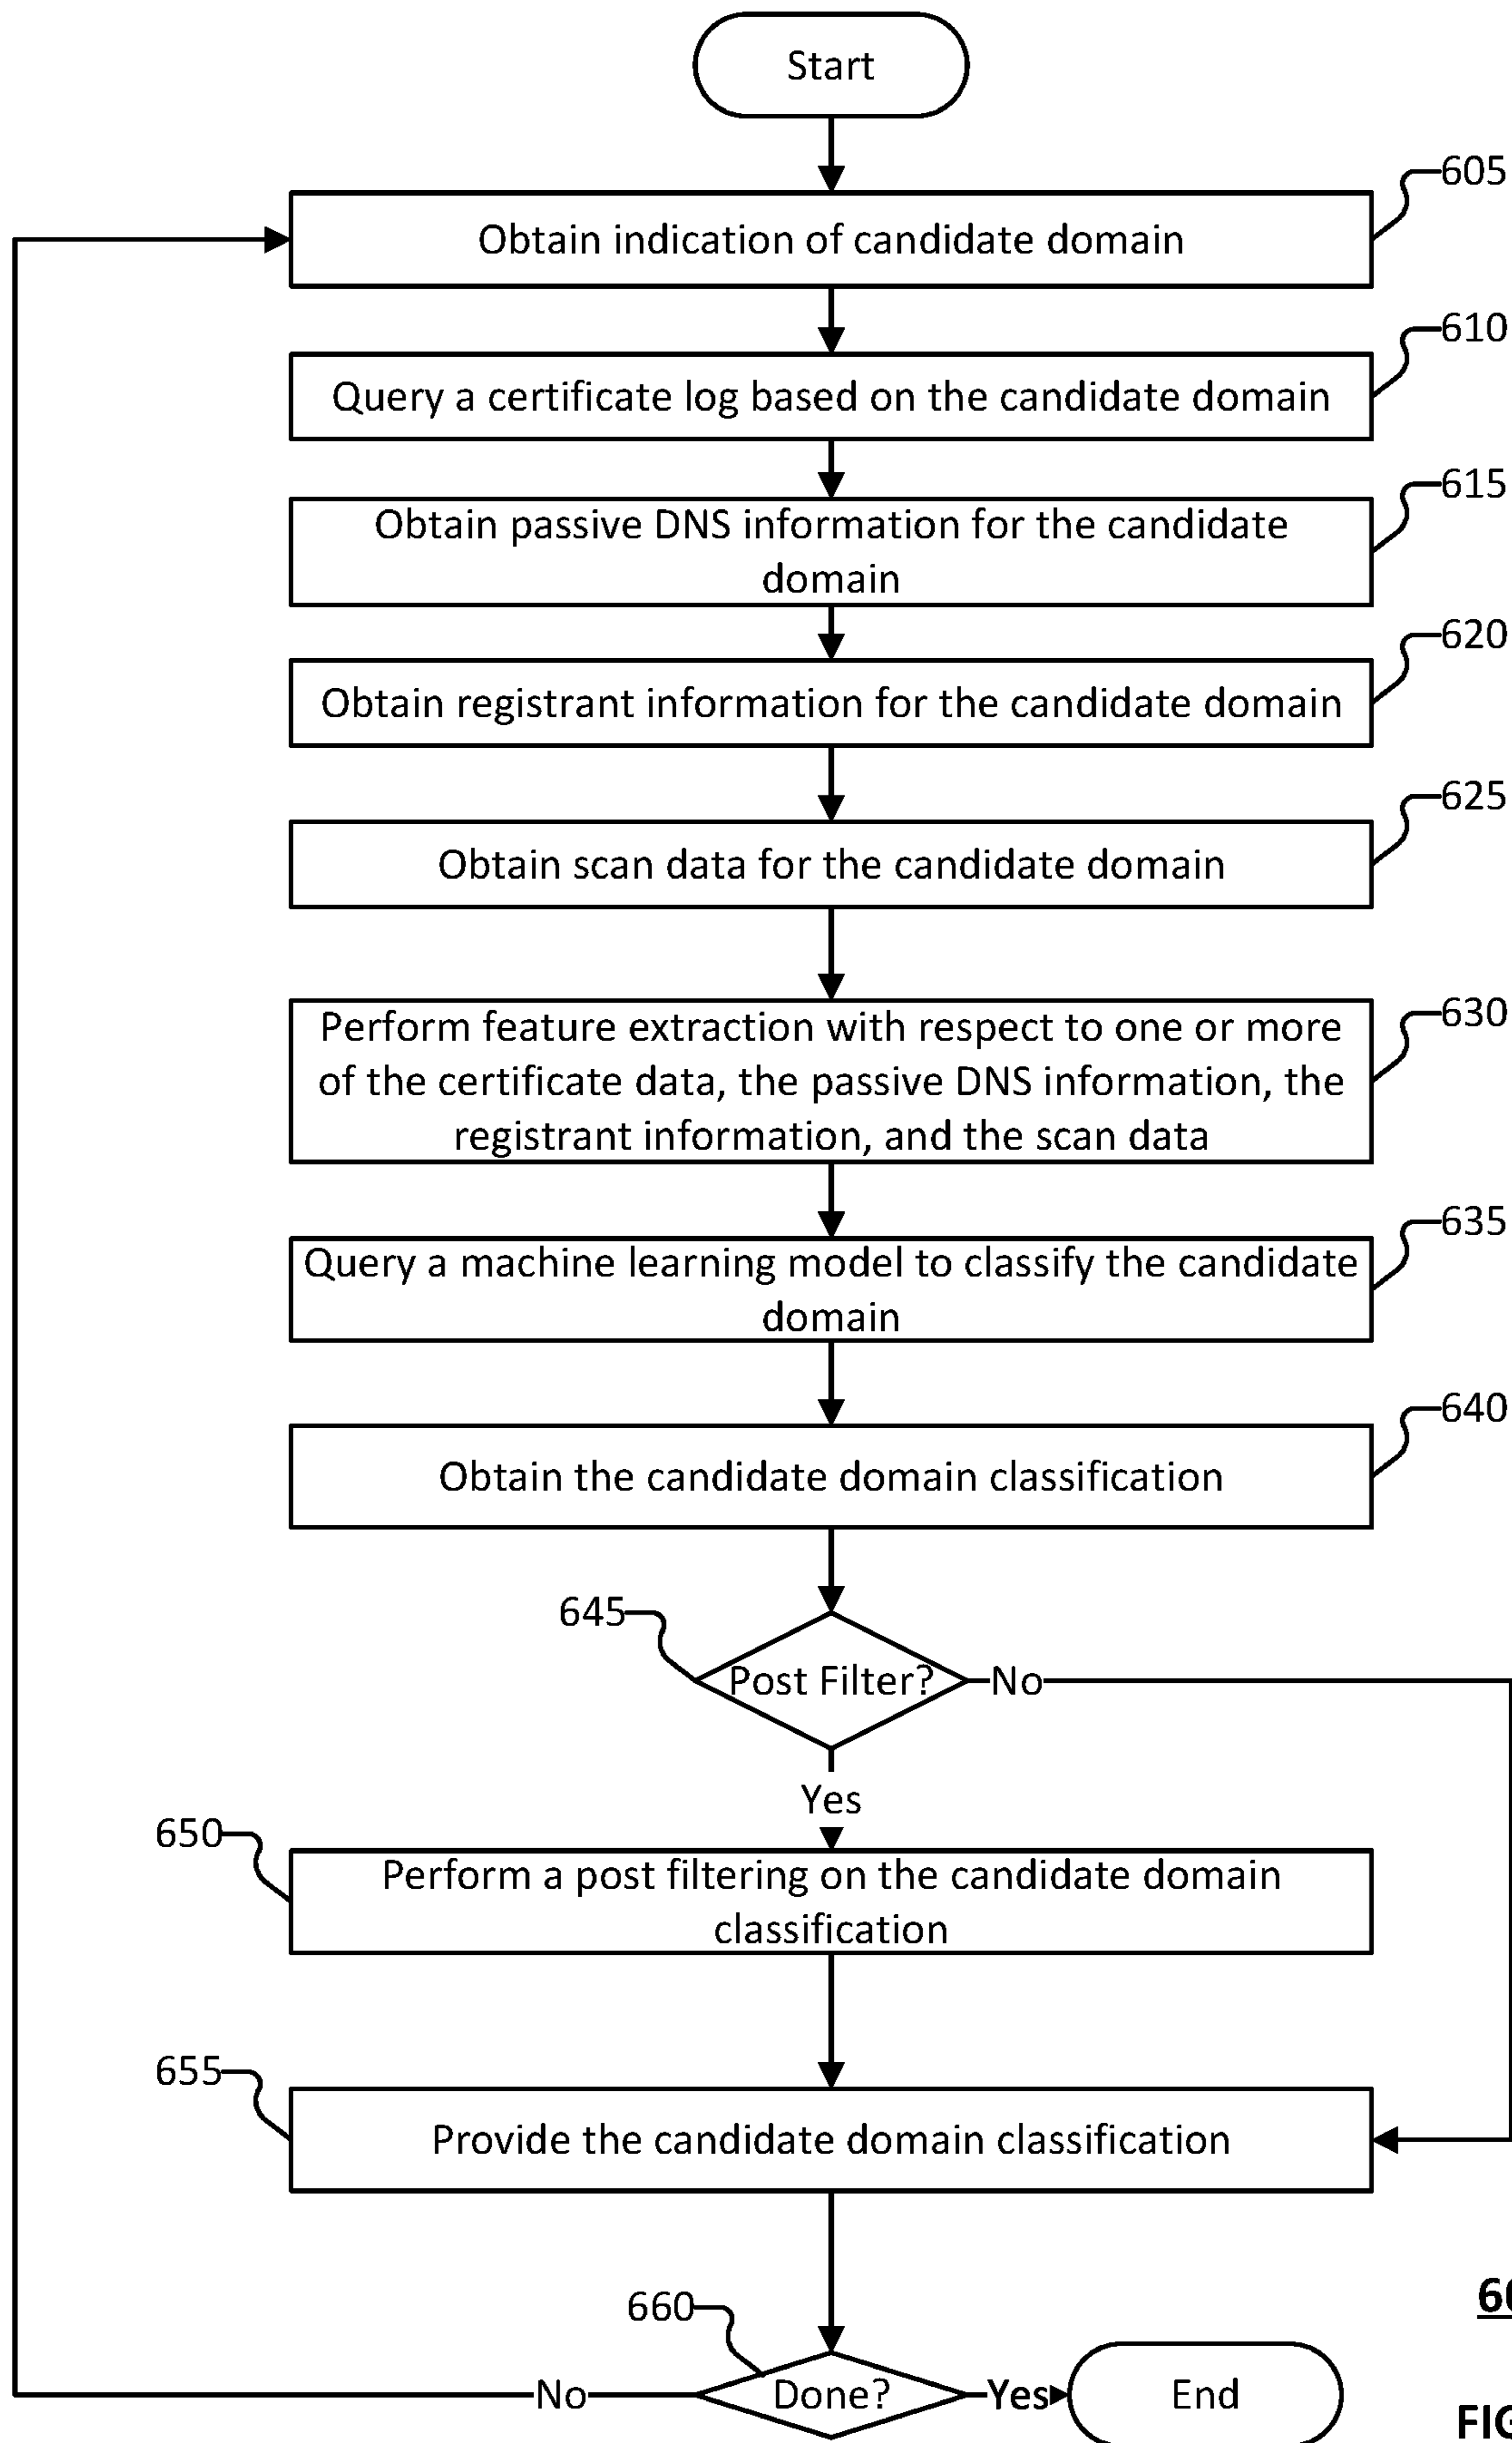 Start
605
Obtain indication of candidate domain
610
Query a certificate log based on the candidate domain
615
Obtain passive DNS information for the candidate
domain
620
Obtain registrant information for the candidate domain
625
Obtain scan data for the candidate domain
630
Perform feature extraction with respect to one or more
of the certificate data, the passive DNS information, the
registrant information, and the scan data
635
Query a machine learning model to classify the candidate
domain
640
Obtain the candidate domain classification
645
Post Filter?
No
Yes
650
Perform a post filtering on the candidate domain
classification
655
Provide the candidate domain classification
660
No
Done?
Yes
End